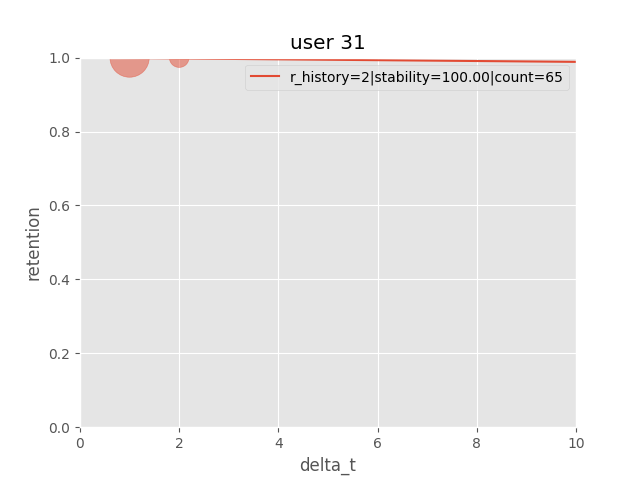 user 31
r_history=2|stability=100.00|count=65
1.0
0.8
0.6
0.4
0.2
0.0
retention
0 2 4 6 8 10
delta_t